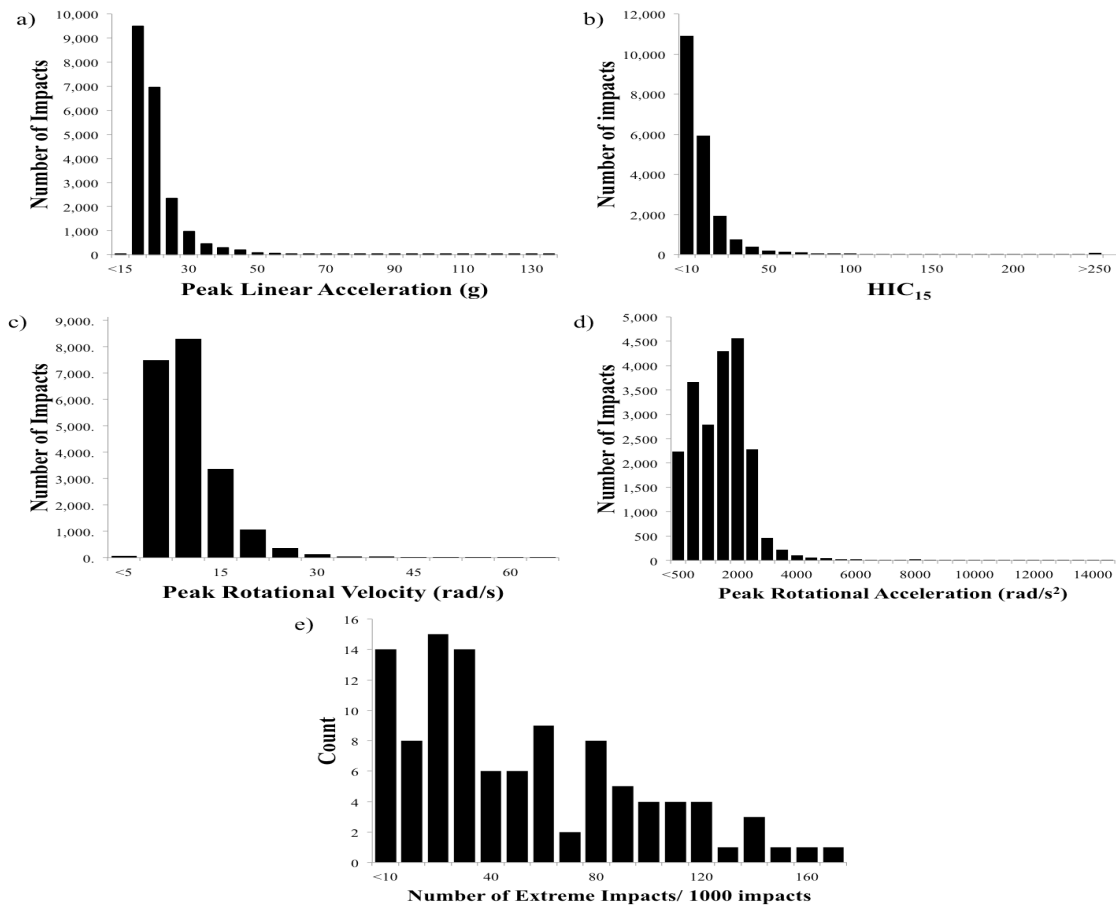 a)
Number of Impacts
10,000
9,000
8,000
7,000
6,000
5,000
4,000
3,000
2,000
1,000
0
<15 30 50 70 90 110 130
Peak Linear Acceleration (g)
b)
Number of impacts
12,000
10,000
8,000
6,000
4,000
2,000
0
<10 50 100 150 200 >250
HIC15
c)
Number of Impacts
9,000.
8,000.
7,000.
6,000.
5,000.
4,000.
3,000.
2,000.
1,000.
0.
<5 15 30 45 60
Peak Rotational Velocity (rad/s)
d)
Number of Impacts
5,000
4,500
4,000
3,500
3,000
2,500
2,000
1,500
1,000
500
0
<500 2000 4000 6000 8000 10000 12000 14000
Peak Rotational Acceleration (rad/s²)
e)
Count
16
14
12
10
8
6
4
2
0
<10 40 80 120 160
Number of Extreme Impacts/ 1000 impacts